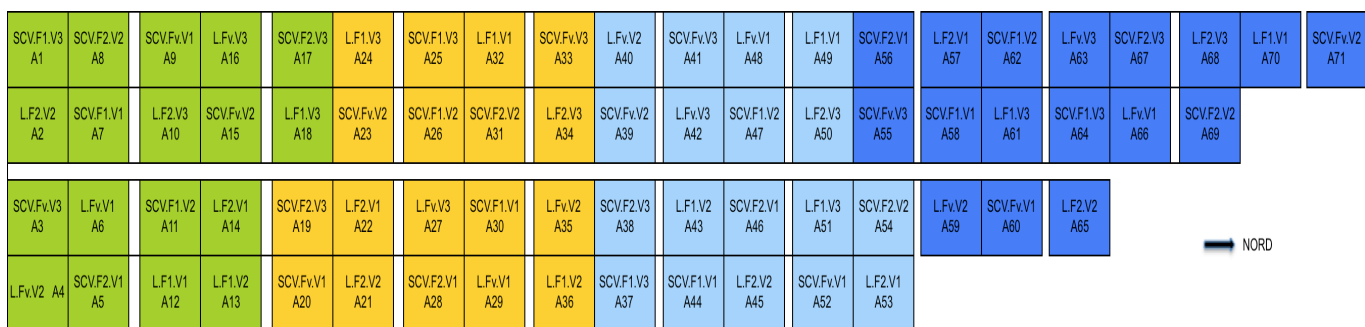 SCV.F1.V3 SCV.F2.V2 SCV.Fv.V1 L.Fv.V3 SCV.F2.V3 L.F1.V3 SCV.F1.V3 L.F1.V1 SCV.Fv.V3 L.Fv.V2 SCV.Fv.V3 L.Fv.V1 L.F1.V1 SCV.F2.V1 L.F2.V1 SCV.F1.V2 L.Fv.V3 SCV.F2.V3 L.F2.V3 L.F1.V1 SCV.Fv.V2
A1 A8 A9 A16 A17 A24 A25 A32 A33 A40 A41 A48 A49 A56 A57 A62 A63 A67 A68 A70 A71
L.F2.V2 SCV.F1.V1 L.F2.V3 SCV.Fv.V2 L.F1.V3 SCV.Fv.V2 SCV.F1.V2 SCV.F2.V2 L.F2.V3 SCV.Fv.V2 L.Fv.V3 SCV.F1.V2 L.F2.V3 SCV.Fv.V3 SCV.F1.V1 L.F1.V3 SCV.F1.V3 L.Fv.V1 SCV.F2.V2
A2 A7 A10 A15 A18 A23 A26 A31 A34 A39 A42 A47 A50 A55 A58 A61 A64 A66 A69
SCV.Fv.V3 L.Fv.V1 SCV.F1.V2 L.F2.V1 SCV.F2.V3 L.F2.V1 L.Fv.V3 SCV.F1.V1 L.Fv.V2 SCV.F2.V3 L.F1.V2 SCV.F2.V1 L.F1.V3 SCV.F2.V2 L.Fv.V2 SCV.Fv.V1 L.F2.V2
A3 A6 A11 A14 A19 A22 A27 A30 A35 A38 A43 A46 A51 A54 A59 A60 A65
NORD
L.Fv.V2 A4 SCV.F2.V1 L.F1.V1 L.F1.V2 SCV.Fv.V1 L.F2.V2 SCV.F2.V1 L.Fv.V1 L.F1.V2 SCV.F1.V3 SCV.F1.V1 L.F2.V2 SCV.Fv.V1 L.F2.V1
A5 A12 A13 A20 A21 A28 A29 A36 A37 A44 A45 A52 A53